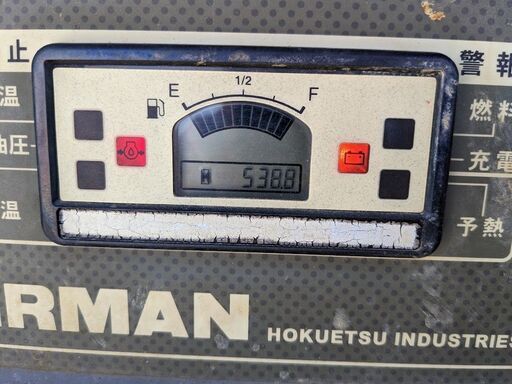 止
警報
温
燃料
E 1/2 F
油圧
充電
538.8
温
予熱
IRMAN HOKUETSU INDUSTRIES